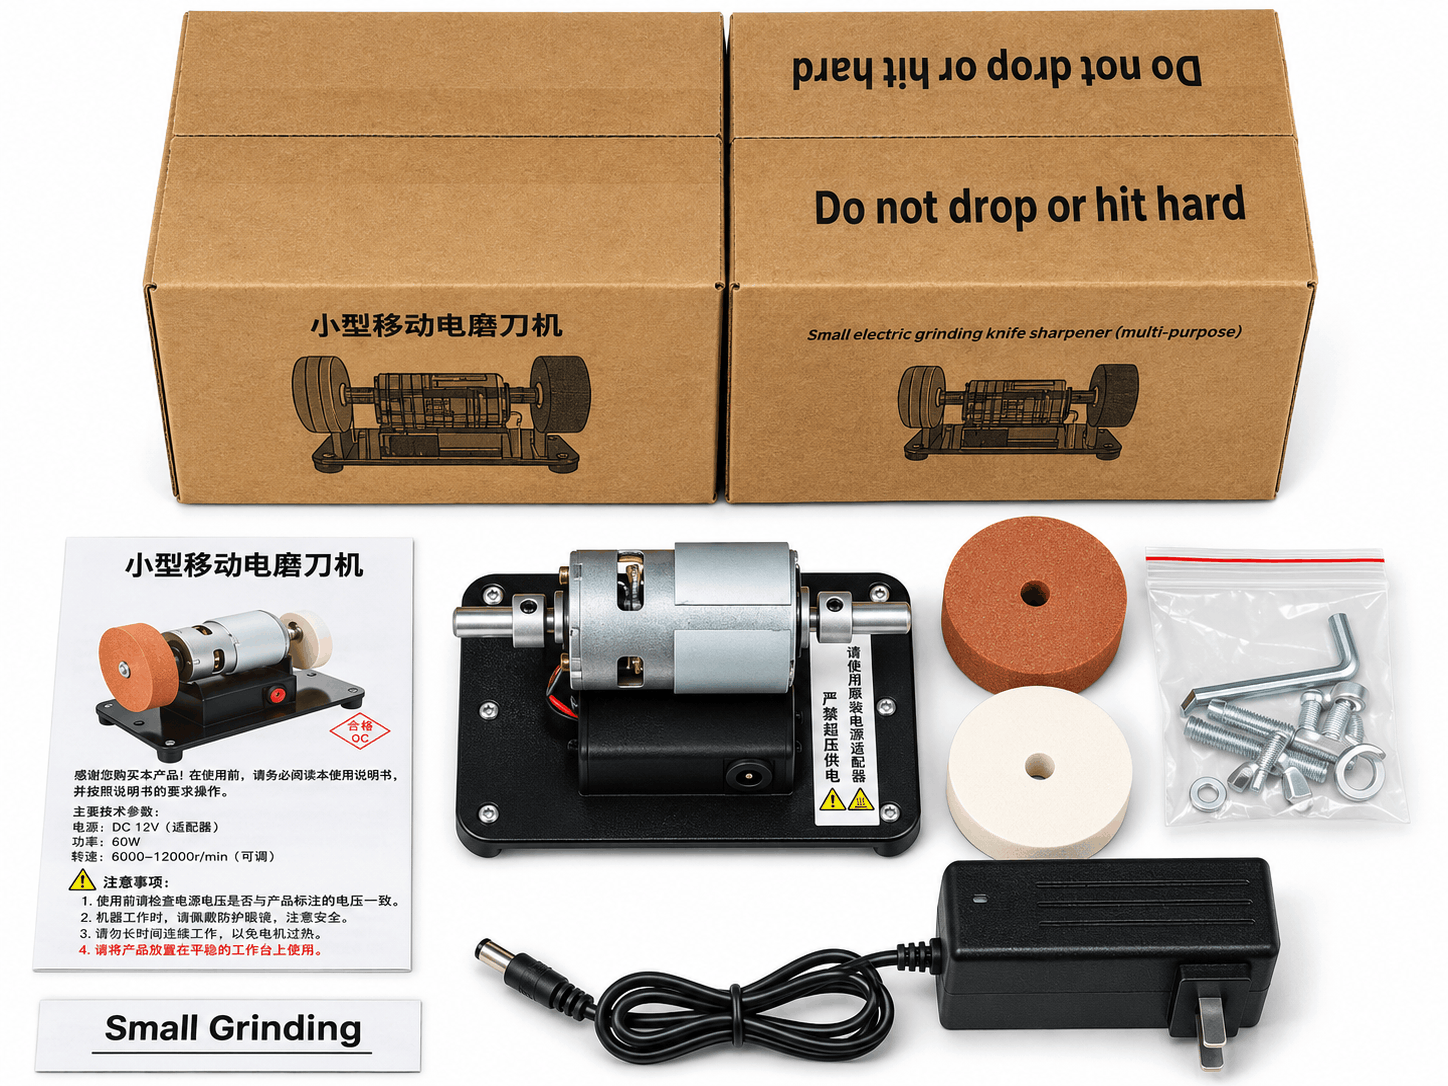 Do not drop or hit hard
Do not drop or hit hard
小型移动电磨刀机
Small electric grinding knife sharpener (multi-purpose)
小型移动电磨刀机
合格
QC
感谢您购买本产品！在使用前，请务必阅读本使用说明书，
并按照说明书的要求操作。
主要技术参数：
电源：DC 12V（适配器）
功率：60W
转速：6000–12000r/min（可调）
注意事项：
1. 使用前请检查电源电压是否与产品标注的电压一致。
2. 机器工作时，请佩戴防护眼镜，注意安全。
3. 请勿长时间连续工作，以免电机过热。
4. 请将产品放置在平稳的工作台上使用。
请使用原装电源适配器
严禁超压供电
Small Grinding